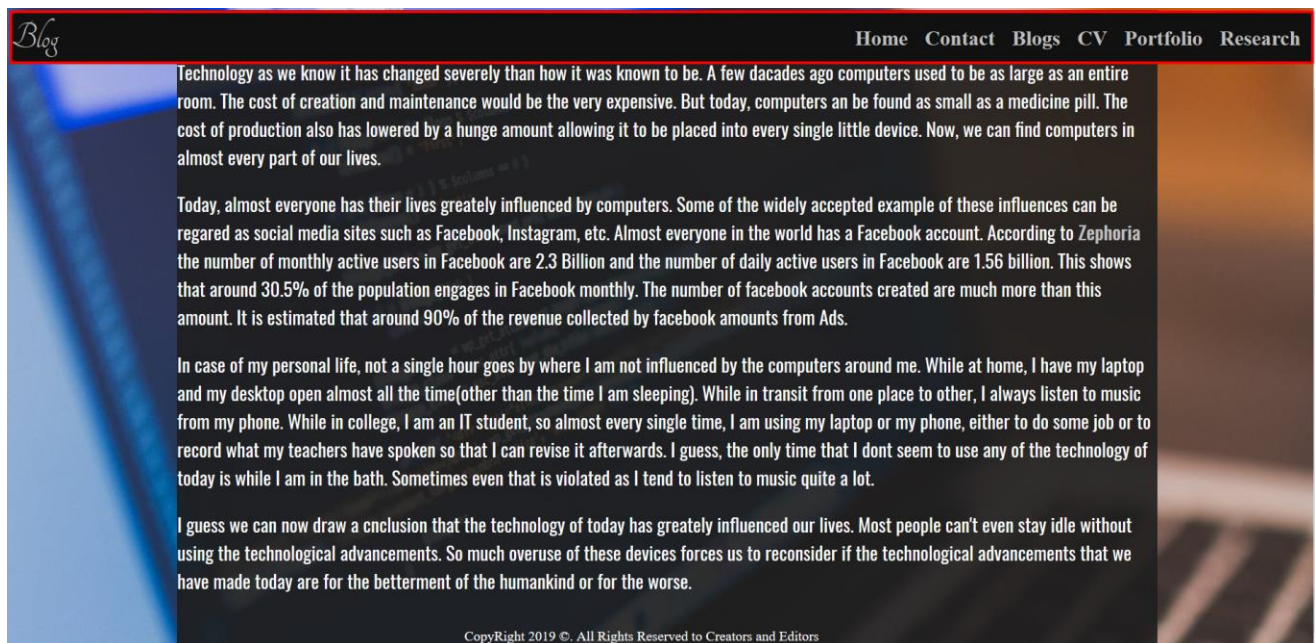 Blog
Home Contact Blogs CV Portfolio Research
Technology as we know it has changed severely than how it was known to be. A few dacades ago computers used to be as large as an entire
room. The cost of creation and maintenance would be the very expensive. But today, computers an be found as small as a medicine pill. The
cost of production also has lowered by a hunge amount allowing it to be placed into every single little device. Now, we can find computers in
almost every part of our lives.
Today, almost everyone has their lives greately influenced by computers. Some of the widely accepted example of these influences can be
regared as social media sites such as Facebook, Instagram, etc. Almost everyone in the world has a Facebook account. According to Zephoria
the number of monthly active users in Facebook are 2.3 Billion and the number of daily active users in Facebook are 1.56 billion. This shows
that around 30.5% of the population engages in Facebook monthly. The number of facebook accounts created are much more than this
amount. It is estimated that around 90% of the revenue collected by facebook amounts from Ads.
In case of my personal life, not a single hour goes by where I am not influenced by the computers around me. While at home, I have my laptop
and my desktop open almost all the time(other than the time I am sleeping). While in transit from one place to other, I always listen to music
from my phone. While in college, I am an IT student, so almost every single time, I am using my laptop or my phone, either to do some job or to
record what my teachers have spoken so that I can revise it afterwards. I guess, the only time that I dont seem to use any of the technology of
today is while I am in the bath. Sometimes even that is violated as I tend to listen to music quite a lot.
I guess we can now draw a cnclusion that the technology of today has greately influenced our lives. Most people can't even stay idle without
using the technological advancements. So much overuse of these devices forces us to reconsider if the technological advancements that we
have made today are for the betterment of the humankind or for the worse.
CopyRight 2019 ©. All Rights Reserved to Creators and Editors